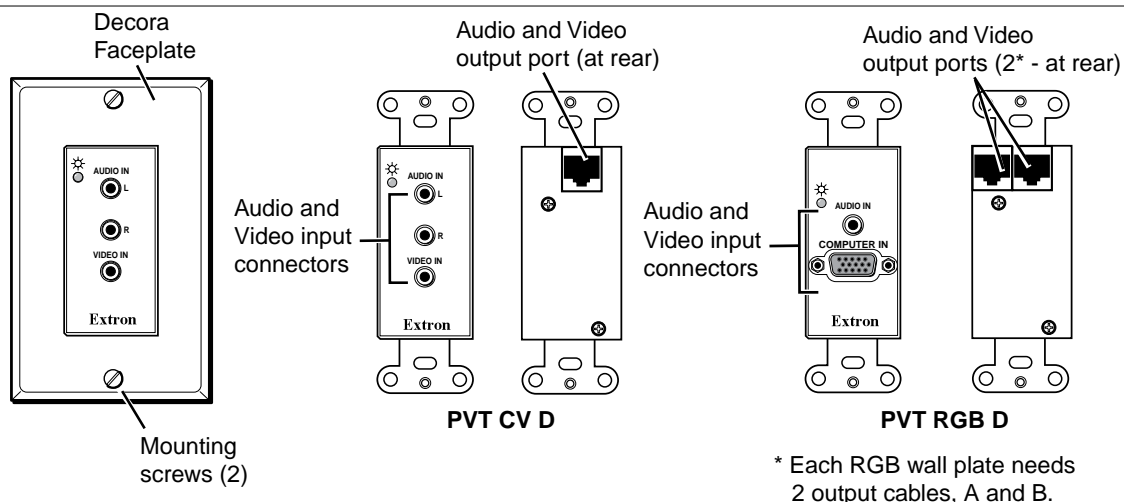 Decora
Faceplate
AUDIO IN
L
R
VIDEO IN
Extron
Mounting
screws (2)
Audio and Video
output port (at rear)
Audio and
Video input
connectors
AUDIO IN
L
R
VIDEO IN
Extron
PVT CV D
Audio and Video
output ports (2* - at rear)
Audio and
Video input
connectors
AUDIO IN
COMPUTER IN
Extron
PVT RGB D
* Each RGB wall plate needs
2 output cables, A and B.